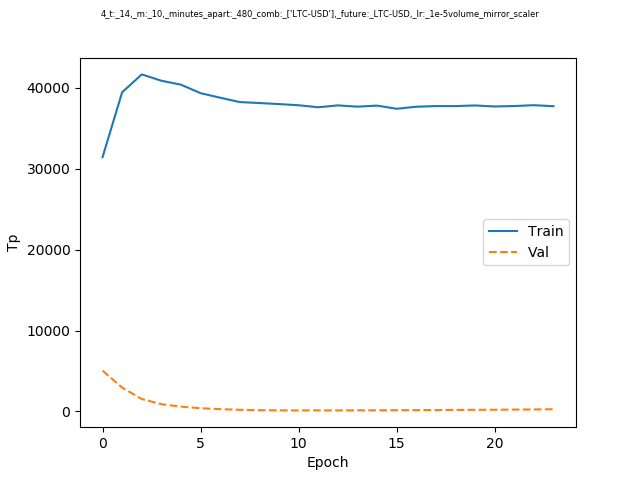 4_t:_14,_m:_10,_minutes_apart:_480_comb:_['LTC-USD'],_future:_LTC-USD,_lr:_1e-5volume_mirror_scaler
40000
30000
20000
10000
0
Tp
Train
Val
0 5 10 15 20
Epoch